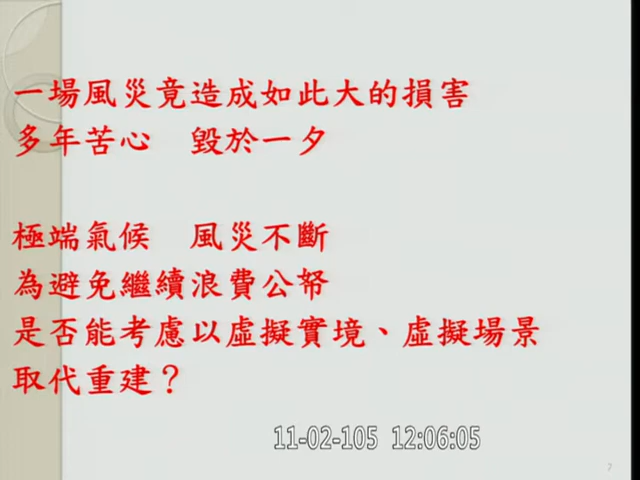 一場風災竟造成如此大的損害
多年苦心　毀於一夕
極端氣候　風災不斷
為避免繼續浪費公帑
是否能考慮以虛擬實境、虛擬場景
取代重建？
11-02-105 12:06:05
7